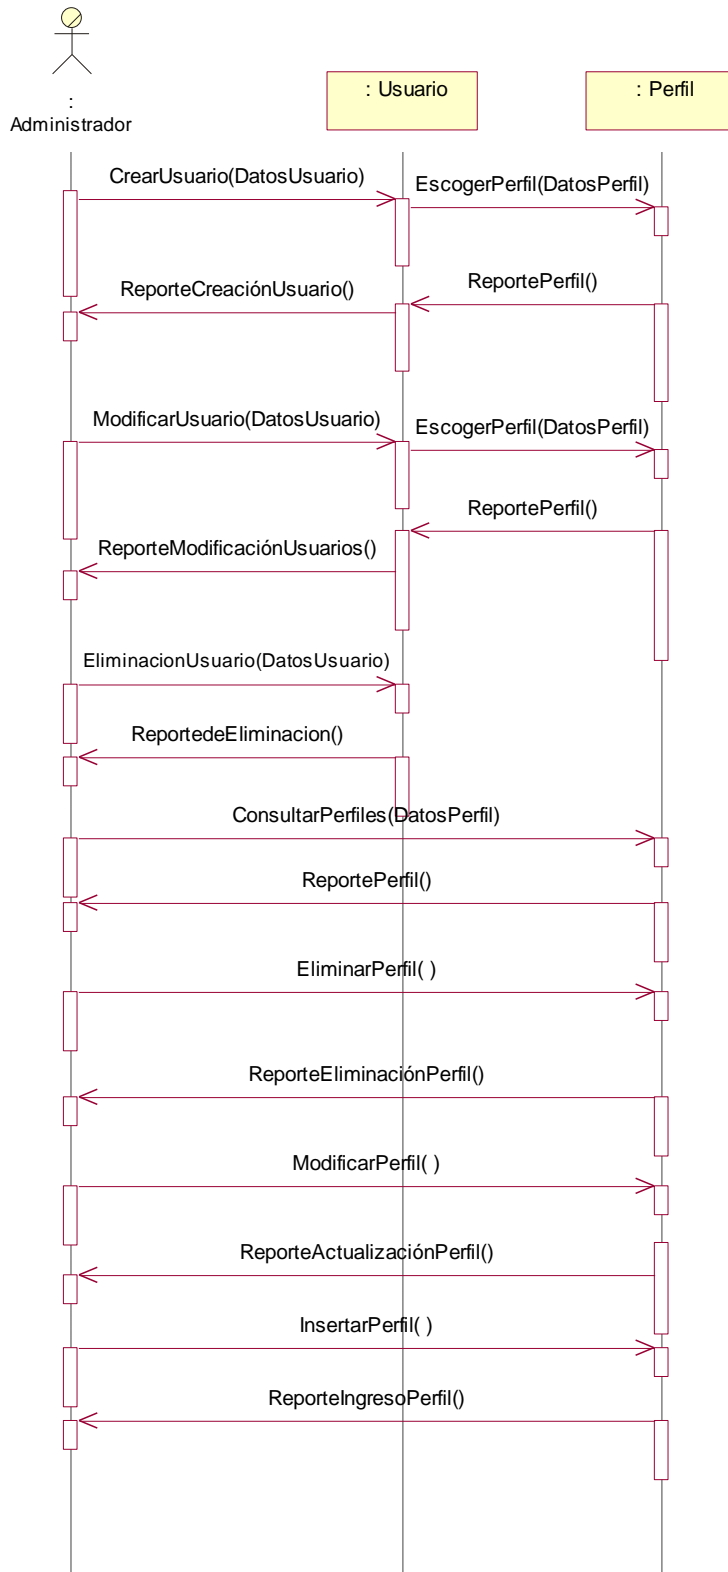 :
Administrador
: Usuario
: Perfil
CrearUsuario(DatosUsuario)
EscogerPerfil(DatosPerfil)
ReportePerfil()
ReporteCreaciónUsuario()
ModificarUsuario(DatosUsuario)
EscogerPerfil(DatosPerfil)
ReportePerfil()
ReporteModificaciónUsuarios()
EliminacionUsuario(DatosUsuario)
ReportedeEliminacion()
ConsultarPerfiles(DatosPerfil)
ReportePerfil()
EliminarPerfil( )
ReporteEliminaciónPerfil()
ModificarPerfil( )
ReporteActualizaciónPerfil()
InsertarPerfil( )
ReporteIngresoPerfil()